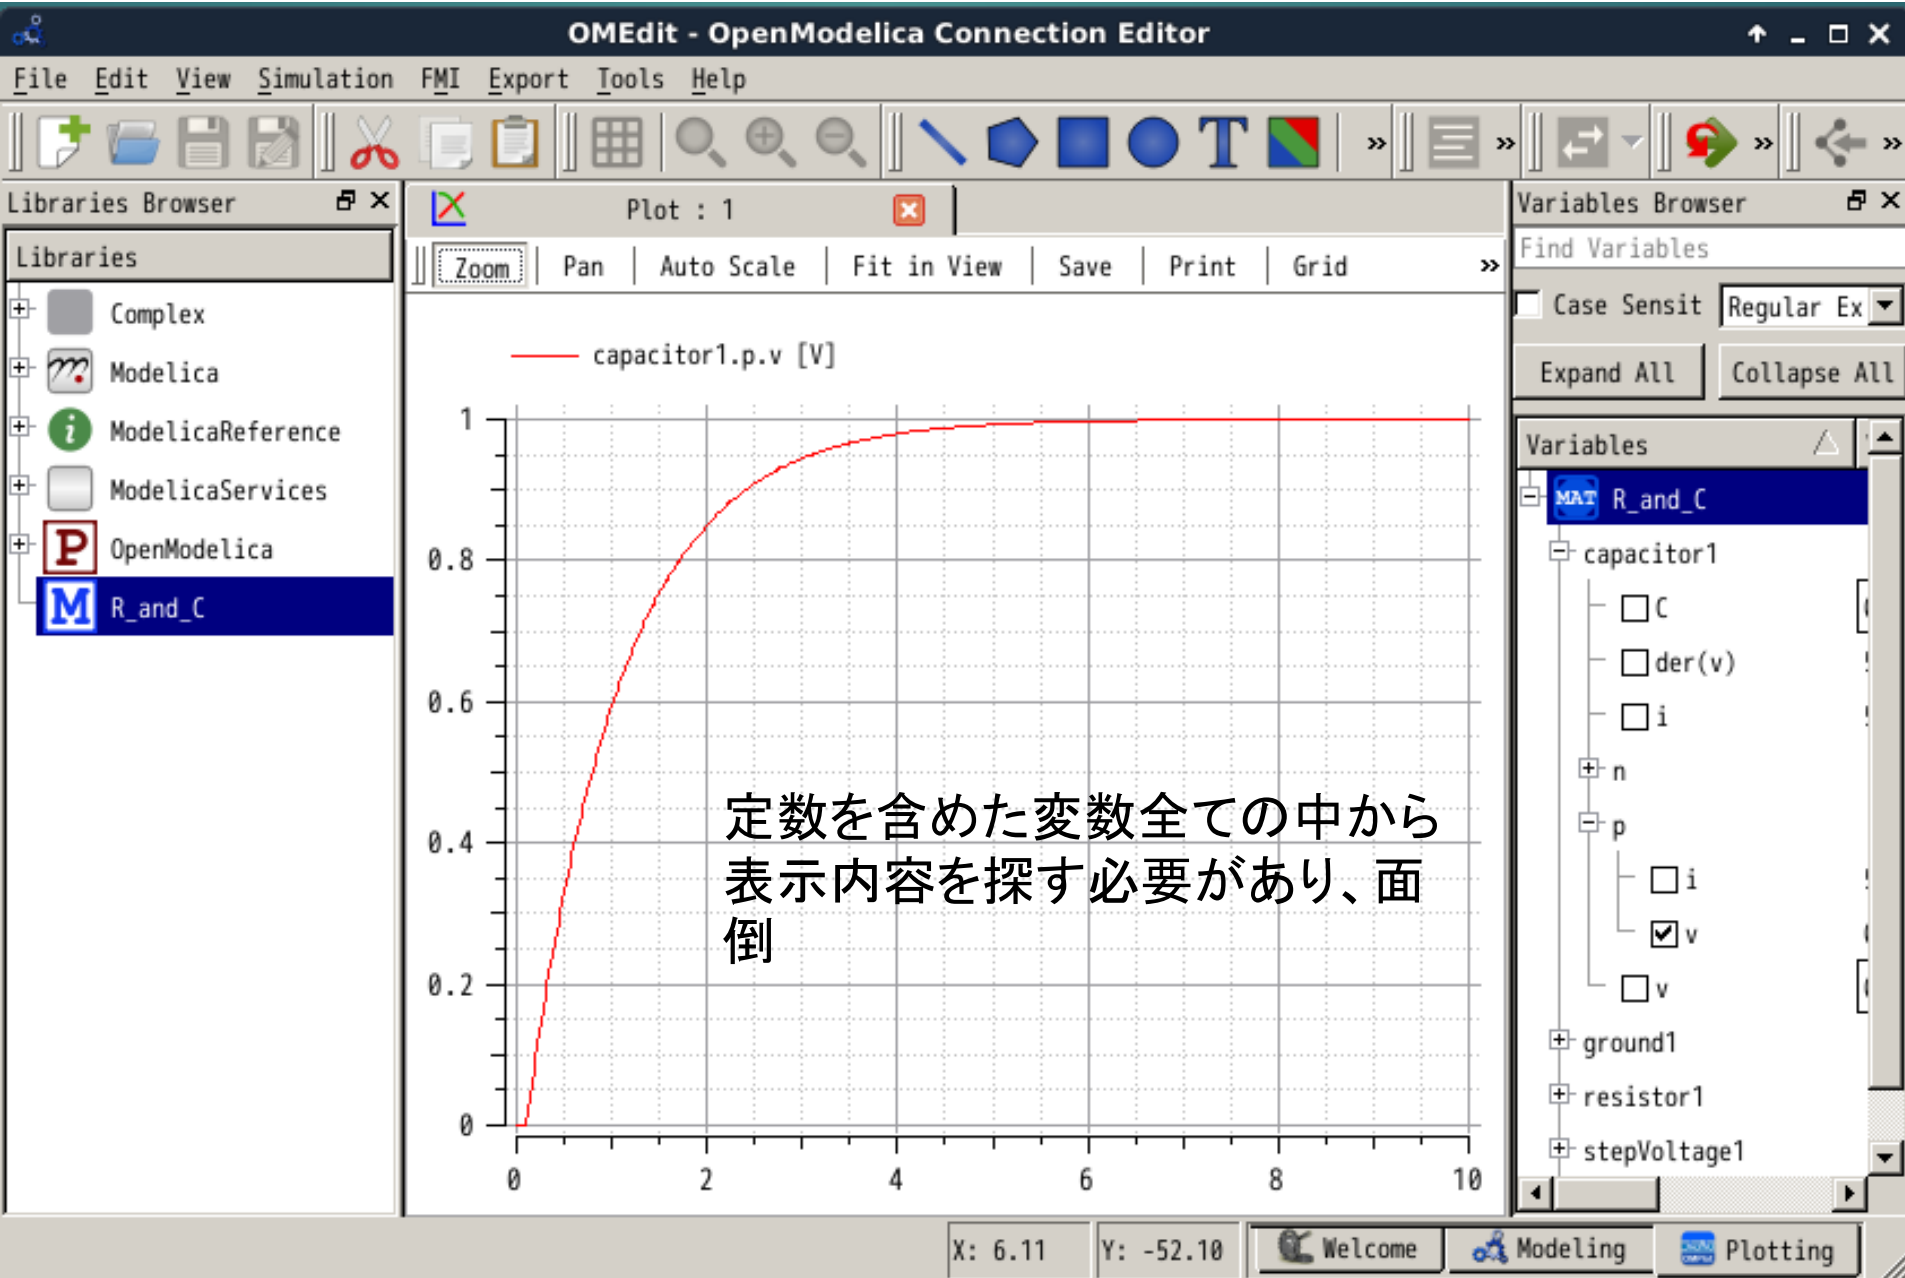 OMEdit - OpenModelica Connection Editor
File Edit View Simulation FMI Export Tools Help
Libraries Browser
Libraries
Complex
Modelica
ModelicaReference
ModelicaServices
OpenModelica
R_and_C
Plot : 1
Zoom Pan Auto Scale Fit in View Save Print Grid »
capacitor1.p.v [V]
1
0.8
0.6
0.4
0.2
0
0 2 4 6 8 10
定数を含めた変数全ての中から
表示内容を探す必要があり、面
倒
Variables Browser
Find Variables
Case Sensit Regular Ex
Expand All Collapse All
Variables
MAT R_and_C
capacitor1
C
der(v)
i
n
p
i
v
v
ground1
resistor1
stepVoltage1
X: 6.11 Y: -52.10 Welcome Modeling Plotting